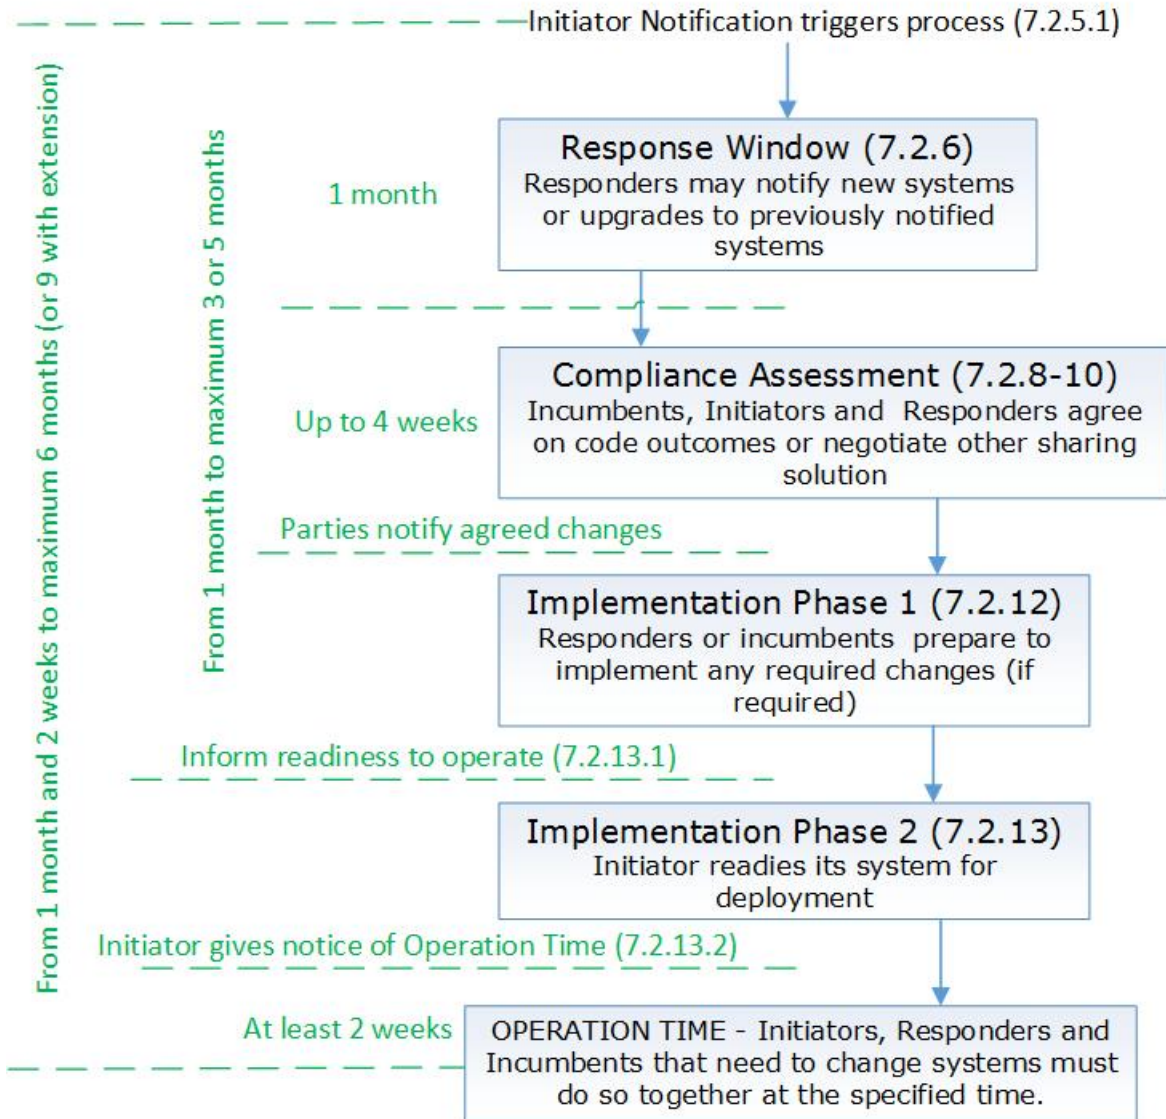 Initiator Notification triggers process (7.2.5.1)
From 1 month and 2 weeks to maximum 6 months (or 9 with extension)
From 1 month to maximum 3 or 5 months
1 month
Response Window (7.2.6)
Responders may notify new systems
or upgrades to previously notified
systems
Up to 4 weeks
Compliance Assessment (7.2.8-10)
Incumbents, Initiators and Responders agree
on code outcomes or negotiate other sharing
solution
Parties notify agreed changes
Implementation Phase 1 (7.2.12)
Responders or incumbents prepare to
implement any required changes (if
required)
Inform readiness to operate (7.2.13.1)
Implementation Phase 2 (7.2.13)
Initiator readies its system for
deployment
Initiator gives notice of Operation Time (7.2.13.2)
At least 2 weeks
OPERATION TIME - Initiators, Responders and
Incumbents that need to change systems must
do so together at the specified time.